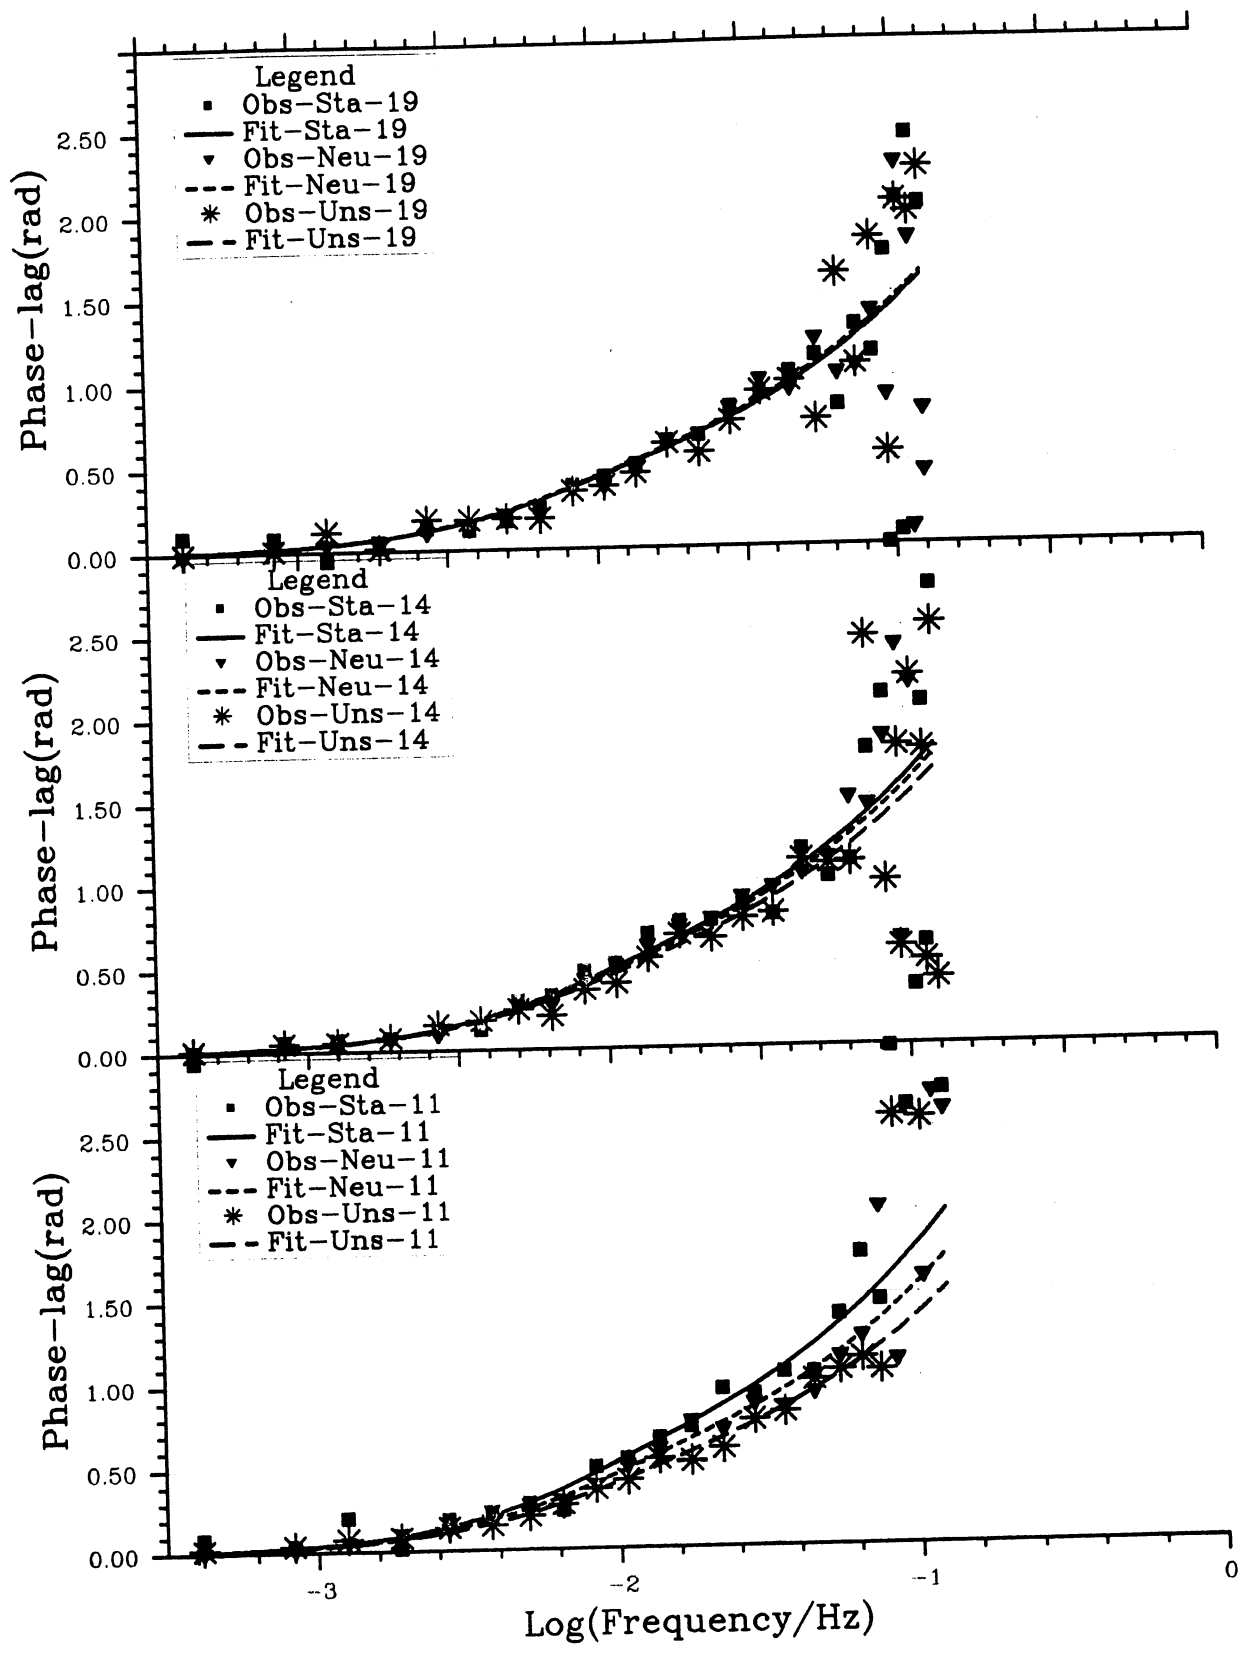 Legend
Obs-Sta-19
Fit-Sta-19
Obs-Neu-19
Fit-Neu-19
Obs-Uns-19
Fit-Uns-19
Phase-lag(rad)
2.50
2.00
1.50
1.00
0.50
0.00
Legend
Obs-Sta-14
Fit-Sta-14
Obs-Neu-14
Fit-Neu-14
Obs-Uns-14
Fit-Uns-14
Phase-lag(rad)
2.50
2.00
1.50
1.00
0.50
0.00
Legend
Obs-Sta-11
Fit-Sta-11
Obs-Neu-11
Fit-Neu-11
Obs-Uns-11
Fit-Uns-11
Phase-lag(rad)
2.50
2.00
1.50
1.00
0.50
0.00
-3
-2
-1
0
Log(Frequency/Hz)